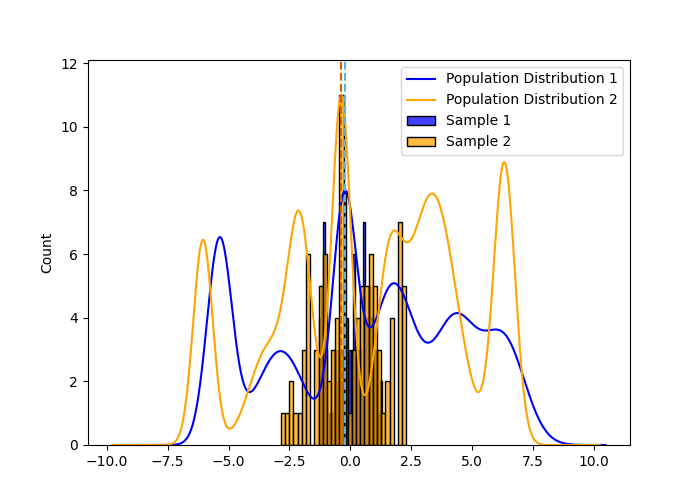 12
10
8
6
4
2
0
Count
−10.0 −7.5 −5.0 −2.5 0.0 2.5 5.0 7.5 10.0
Population Distribution 1
Population Distribution 2
Sample 1
Sample 2